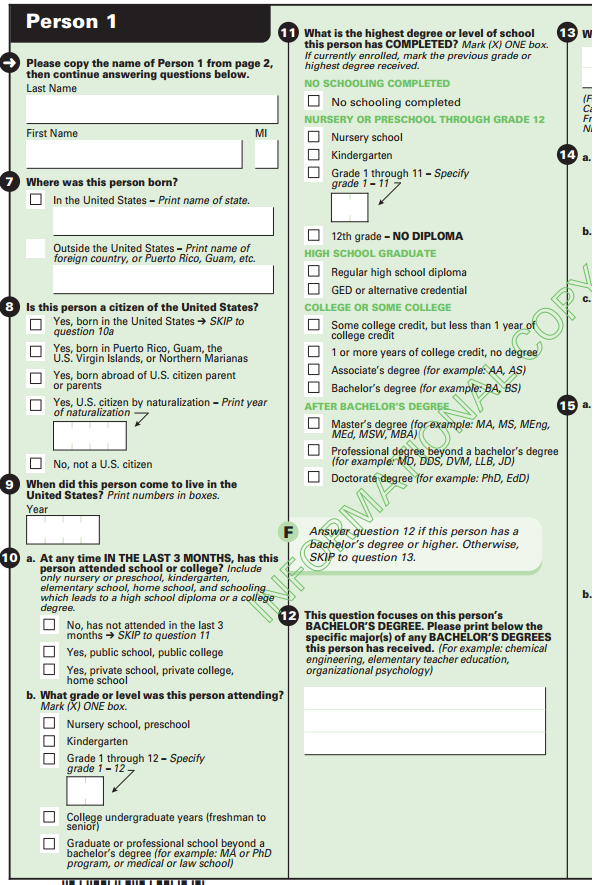 Person 1
➜ Please copy the name of Person 1 from page 2,
then continue answering questions below.
Last Name
First Name MI
7 Where was this person born?
In the United States – Print name of state.
Outside the United States – Print name of
foreign country, or Puerto Rico, Guam, etc.
8 Is this person a citizen of the United States?
Yes, born in the United States ➜ SKIP to
question 10a
Yes, born in Puerto Rico, Guam, the
U.S. Virgin Islands, or Northern Marianas
Yes, born abroad of U.S. citizen parent
or parents
Yes, U.S. citizen by naturalization – Print year
of naturalization
No, not a U.S. citizen
9 When did this person come to live in the
United States? Print numbers in boxes.
Year
10 a. At any time IN THE LAST 3 MONTHS, has this
person attended school or college? Include
only nursery or preschool, kindergarten,
elementary school, home school, and schooling
which leads to a high school diploma or a college
degree.
No, has not attended in the last 3
months ➜ SKIP to question 11
Yes, public school, public college
Yes, private school, private college,
home school
b. What grade or level was this person attending?
Mark (X) ONE box.
Nursery school, preschool
Kindergarten
Grade 1 through 12 – Specify
grade 1 – 12
College undergraduate years (freshman to
senior)
Graduate or professional school beyond a
bachelor's degree (for example: MA or PhD
program, or medical or law school)
11 What is the highest degree or level of school
this person has COMPLETED? Mark (X) ONE box.
If currently enrolled, mark the previous grade or
highest degree received.
NO SCHOOLING COMPLETED
No schooling completed
NURSERY OR PRESCHOOL THROUGH GRADE 12
Nursery school
Kindergarten
Grade 1 through 11 – Specify
grade 1 – 11
12th grade – NO DIPLOMA
HIGH SCHOOL GRADUATE
Regular high school diploma
GED or alternative credential
COLLEGE OR SOME COLLEGE
Some college credit, but less than 1 year of
college credit
1 or more years of college credit, no degree
Associate's degree (for example: AA, AS)
Bachelor's degree (for example: BA, BS)
AFTER BACHELOR'S DEGREE
Master's degree (for example: MA, MS, MEng,
MEd, MSW, MBA)
Professional degree beyond a bachelor's degree
(for example: MD, DDS, DVM, LLB, JD)
Doctorate degree (for example: PhD, EdD)
F Answer question 12 if this person has a
bachelor's degree or higher. Otherwise,
SKIP to question 13.
12 This question focuses on this person's
BACHELOR'S DEGREE. Please print below the
specific major(s) of any BACHELOR'S DEGREES
this person has received. (For example: chemical
engineering, elementary teacher education,
organizational psychology)
INFORMATIONAL COPY
13
14 a.
b.
c.
15 a.
b.